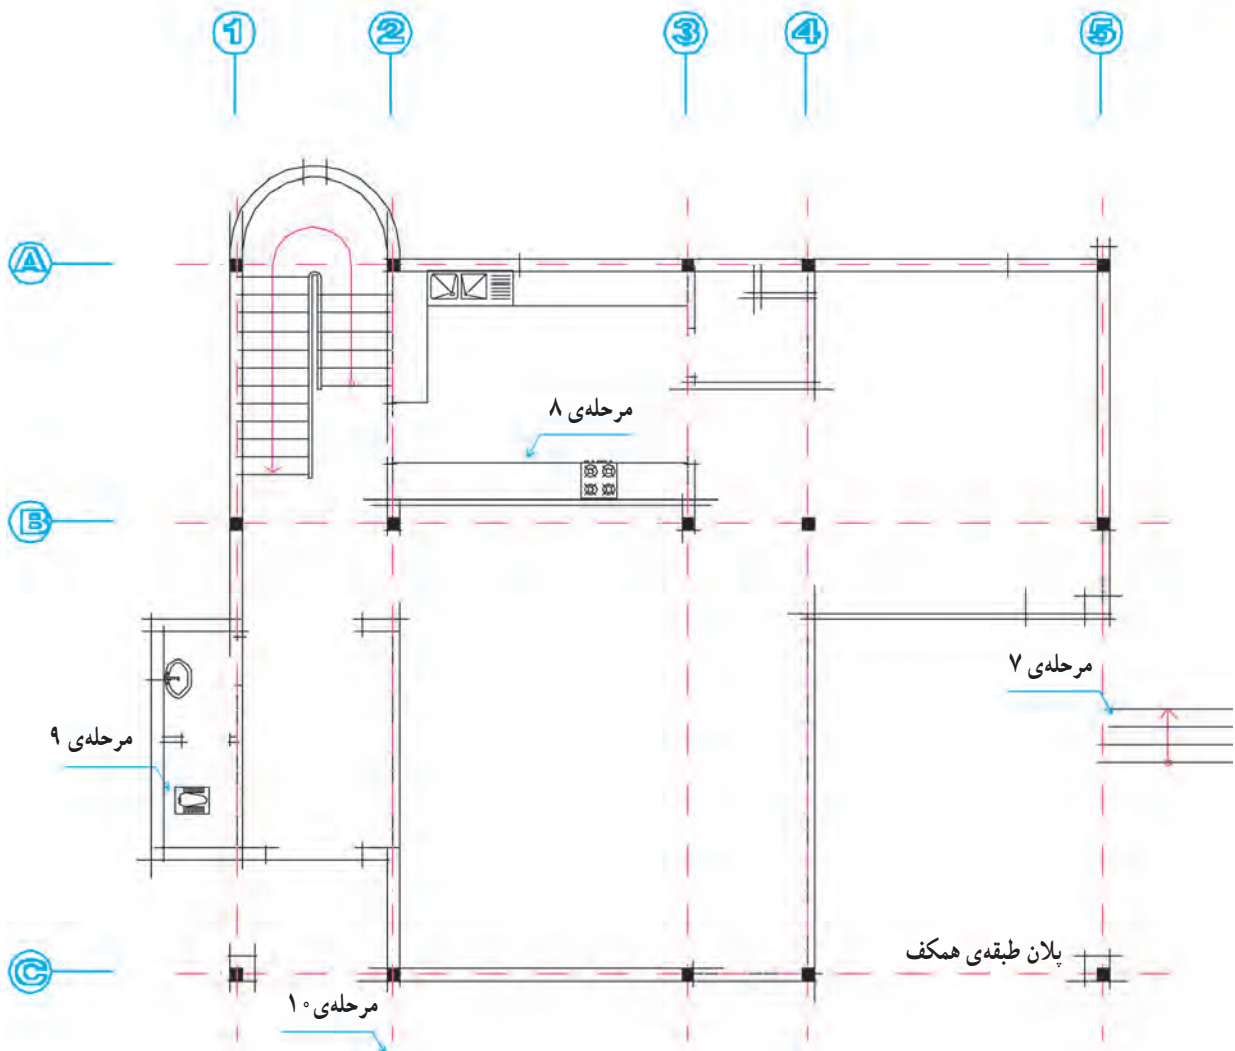 1 2 3 4 5
A
مرحله‌ی ۸
B
مرحله‌ی ۷
مرحله‌ی ۹
پلان طبقه‌ی همکف
C
مرحله‌ی ۱۰